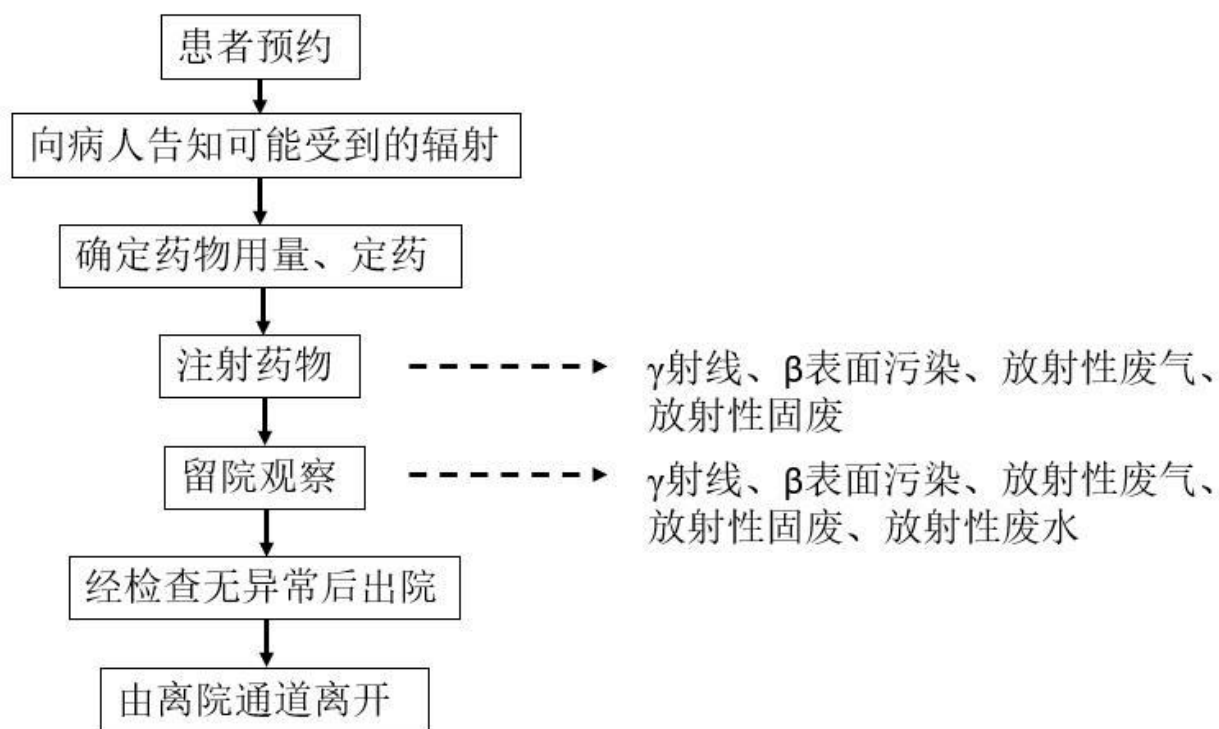 患者预约
向病人告知可能受到的辐射
确定药物用量、定药
注射药物
γ射线、β表面污染、放射性废气、
放射性固废
留院观察
γ射线、β表面污染、放射性废气、
放射性固废、放射性废水
经检查无异常后出院
由离院通道离开